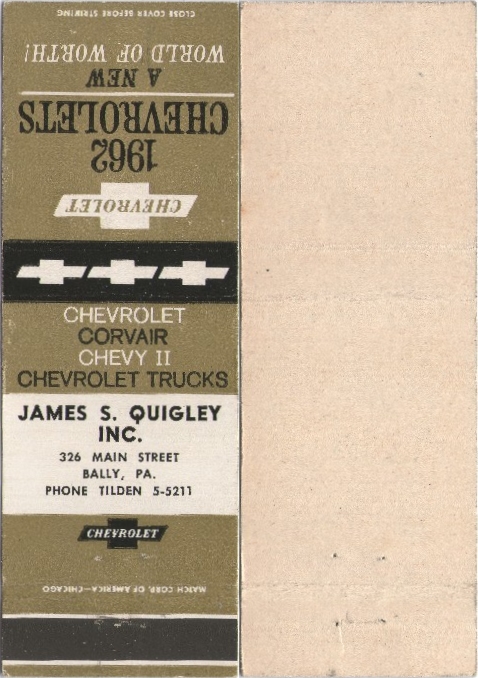 CLOSE COVER BEFORE STRIKING
1962
CHEVROLETS
A NEW
WORLD OF WORTH!
CHEVROLET
CHEVROLET
CORVAIR
CHEVY II
CHEVROLET TRUCKS
JAMES S. QUIGLEY
INC.
326 MAIN STREET
BALLY, PA.
PHONE TILDEN 5-5211
CHEVROLET
MATCH CORP. OF AMERICA—CHICAGO